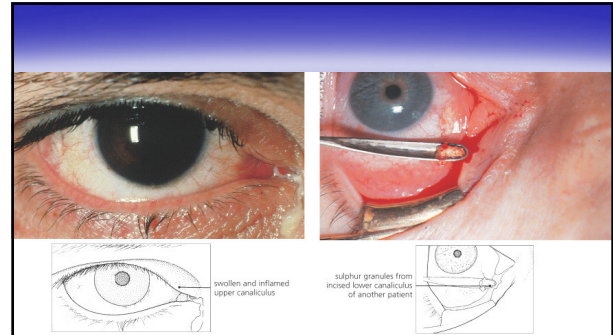 swollen and inflamed
upper canaliculus
sulphur granules from
incised lower canaliculus
of another patient